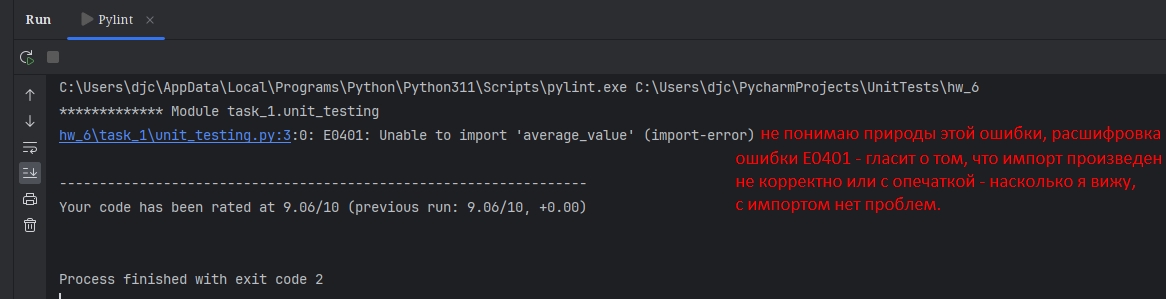 Run Pylint
C:\Users\djc\AppData\Local\Programs\Python\Python311\Scripts\pylint.exe C:\Users\djc\PycharmProjects\UnitTests\hw_6
************* Module task_1.unit_testing
hw_6\task_1\unit_testing.py:3:0: E0401: Unable to import 'average_value' (import-error) не понимаю природы этой ошибки, расшифровка
ошибки E0401 - гласит о том, что импорт произведен
не корректно или с опечаткой - насколько я вижу,
с импортом нет проблем.
------------------------------------------------------------------
Your code has been rated at 9.06/10 (previous run: 9.06/10, +0.00)
Process finished with exit code 2